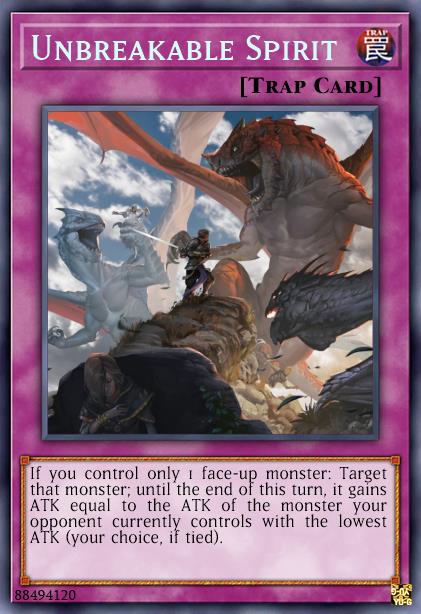 UNBREAKABLE SPIRIT
TRAP
罠
[TRAP CARD]
If you control only 1 face-up monster: Target
that monster; until the end of this turn, it gains
ATK equal to the ATK of the monster your
opponent currently controls with the lowest
ATK (your choice, if tied).
88494120